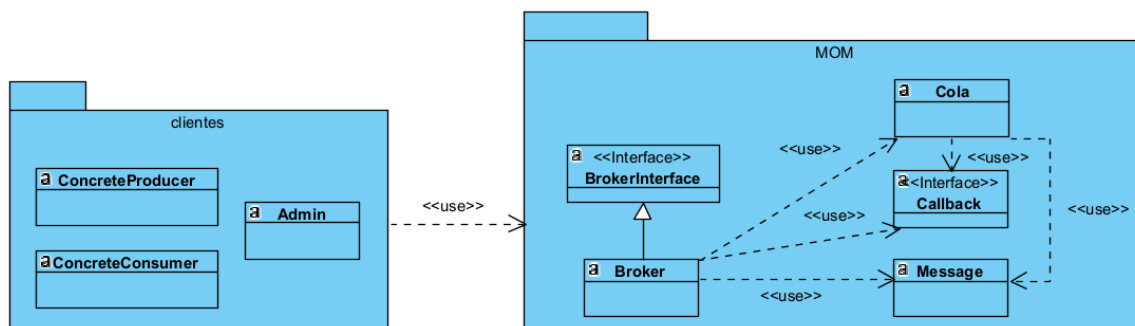 clientes
a ConcreteProducer
a Admin
a ConcreteConsumer
<<use>>
MOM
a Cola
a <<Interface>>
BrokerInterface
<<use>>
<<use>>
a <<Interface>>
Callback
<<use>>
<<use>>
a Broker
a Message
<<use>>